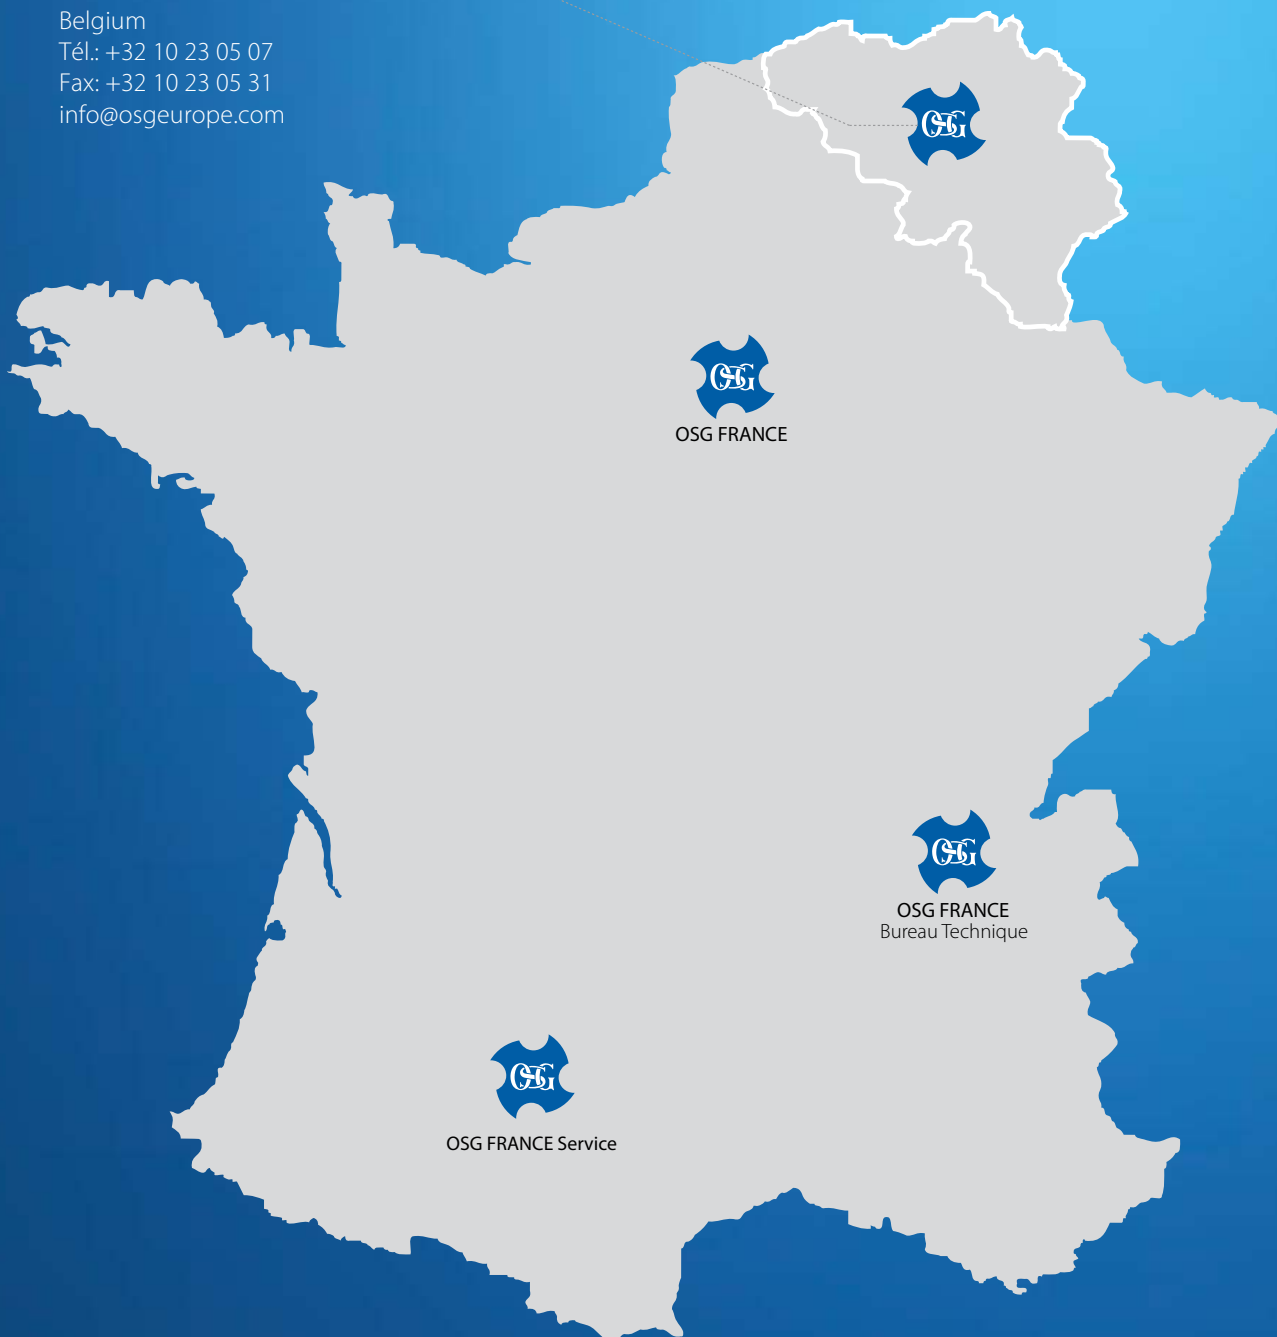 Belgium
Tél.: +32 10 23 05 07
Fax: +32 10 23 05 31
info@osgeurope.com
OSG
OSG
OSG FRANCE
OSG
OSG FRANCE
Bureau Technique
OSG
OSG FRANCE Service